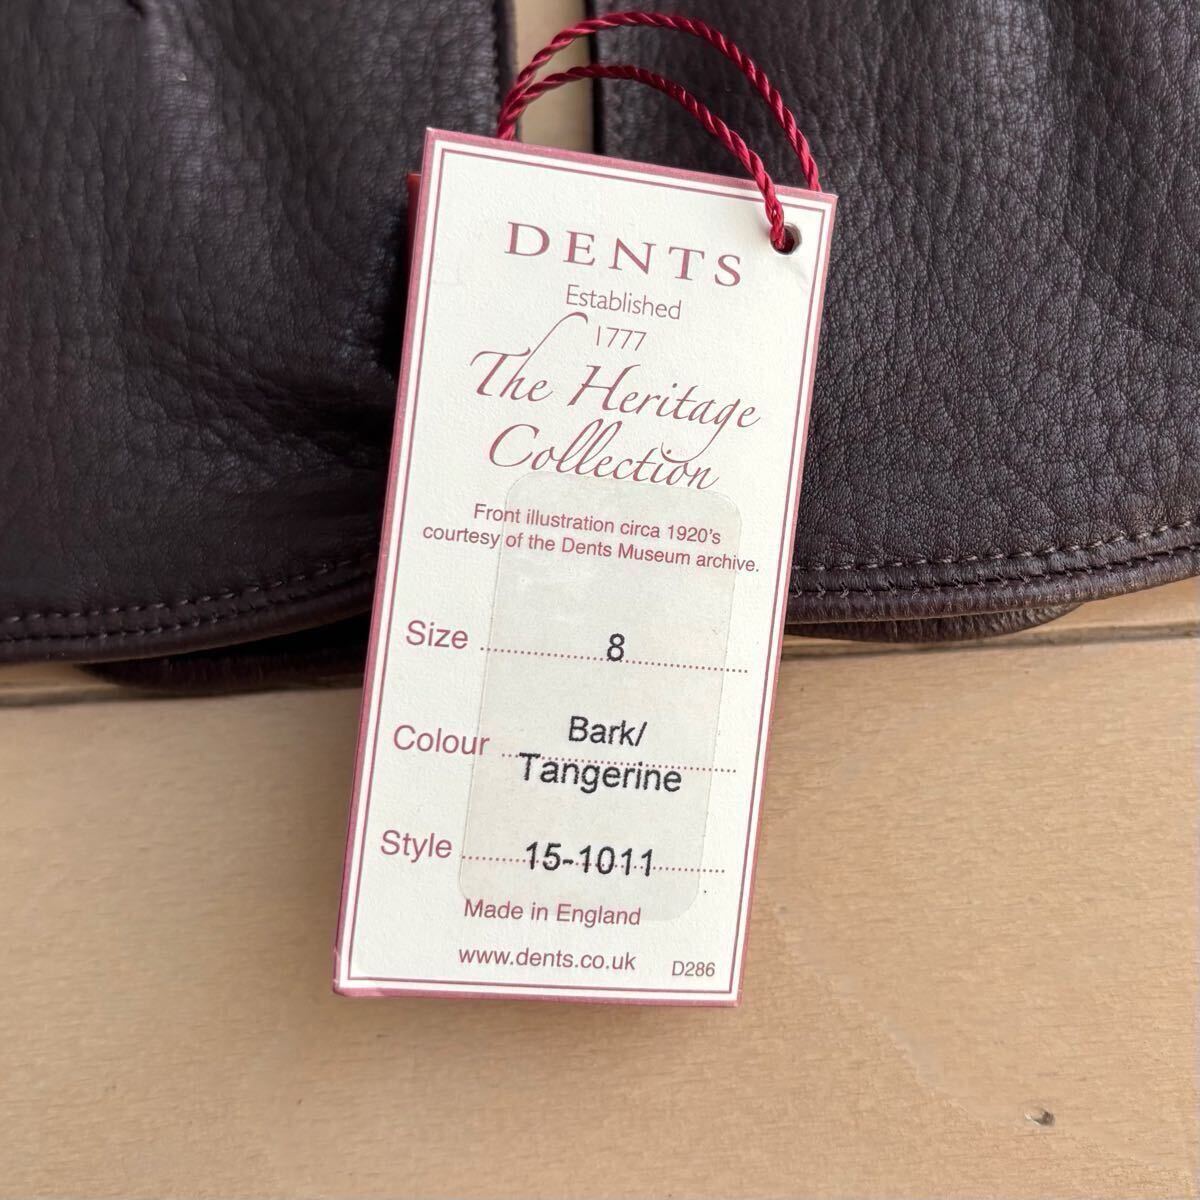 DENTS
Established
1777
The Heritage
Collection
Front illustration circa 1920's
courtesy of the Dents Museum archive.
Size 8
Colour Bark/
Tangerine
Style 15-1011
Made in England
www.dents.co.uk D286